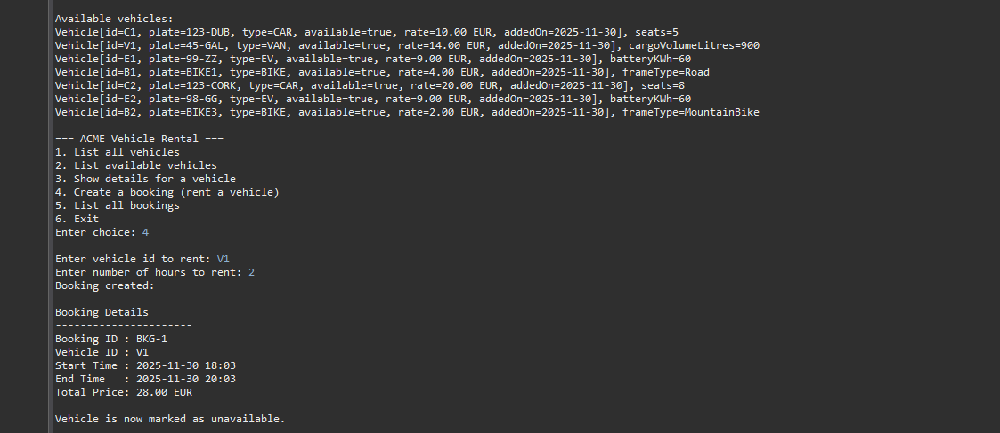 Available vehicles:
Vehicle[id=C1, plate=123-DUB, type=CAR, available=true, rate=10.00 EUR, addedOn=2025-11-30], seats=5
Vehicle[id=V1, plate=45-GAL, type=VAN, available=true, rate=14.00 EUR, addedOn=2025-11-30], cargoVolumeLitres=900
Vehicle[id=E1, plate=99-ZZ, type=EV, available=true, rate=9.00 EUR, addedOn=2025-11-30], batteryKWh=60
Vehicle[id=B1, plate=BIKE1, type=BIKE, available=true, rate=4.00 EUR, addedOn=2025-11-30], frameType=Road
Vehicle[id=C2, plate=123-CORK, type=CAR, available=true, rate=20.00 EUR, addedOn=2025-11-30], seats=8
Vehicle[id=E2, plate=98-GG, type=EV, available=true, rate=9.00 EUR, addedOn=2025-11-30], batteryKWh=60
Vehicle[id=B2, plate=BIKE3, type=BIKE, available=true, rate=2.00 EUR, addedOn=2025-11-30], frameType=MountainBike
=== ACME Vehicle Rental ===
1. List all vehicles
2. List available vehicles
3. Show details for a vehicle
4. Create a booking (rent a vehicle)
5. List all bookings
6. Exit
Enter choice: 4
Enter vehicle id to rent: V1
Enter number of hours to rent: 2
Booking created:
Booking Details
----------------------
Booking ID : BKG-1
Vehicle ID : V1
Start Time : 2025-11-30 18:03
End Time   : 2025-11-30 20:03
Total Price: 28.00 EUR
Vehicle is now marked as unavailable.